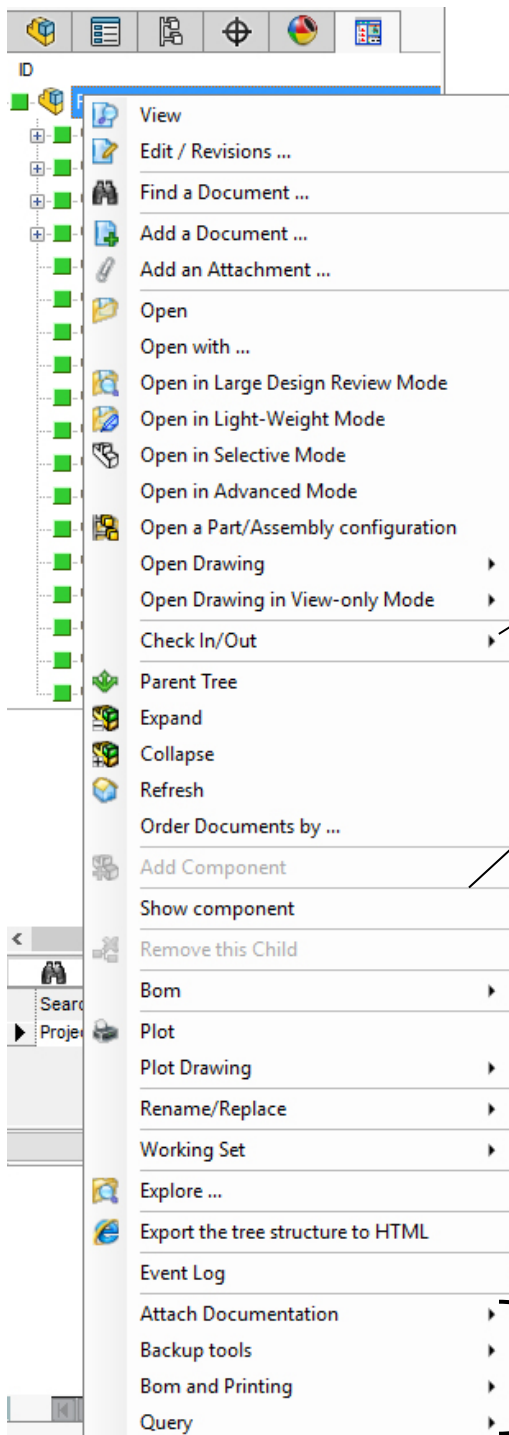 ID
View
Edit / Revisions ...
Find a Document ...
Add a Document ...
Add an Attachment ...
Open
Open with ...
Open in Large Design Review Mode
Open in Light-Weight Mode
Open in Selective Mode
Open in Advanced Mode
Open a Part/Assembly configuration
Open Drawing
Open Drawing in View-only Mode
Check In/Out
Parent Tree
Expand
Collapse
Refresh
Order Documents by ...
Add Component
Show component
Remove this Child
Bom
Plot
Plot Drawing
Rename/Replace
Working Set
Explore ...
Export the tree structure to HTML
Event Log
Attach Documentation
Backup tools
Bom and Printing
Query